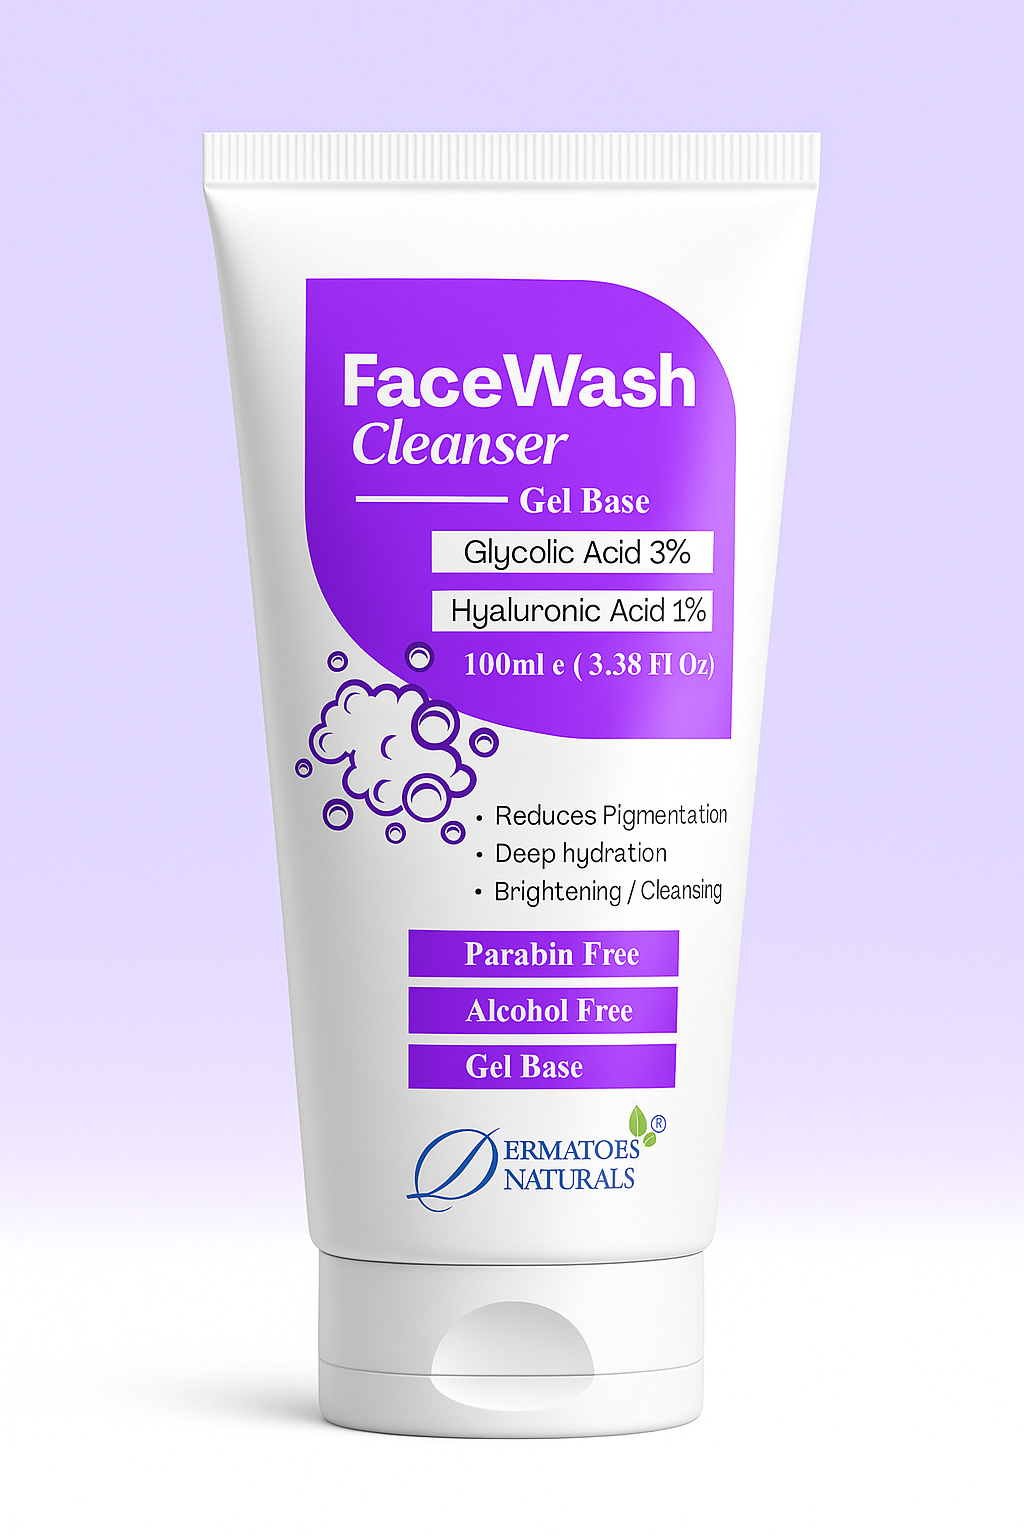 FaceWash
Cleanser
Gel Base
Glycolic Acid 3%
Hyaluronic Acid 1%
100ml e ( 3.38 Fl Oz)
• Reduces Pigmentation
• Deep hydration
• Brightening / Cleansing
Parabin Free
Alcohol Free
Gel Base
DERMATOES ®
NATURALS